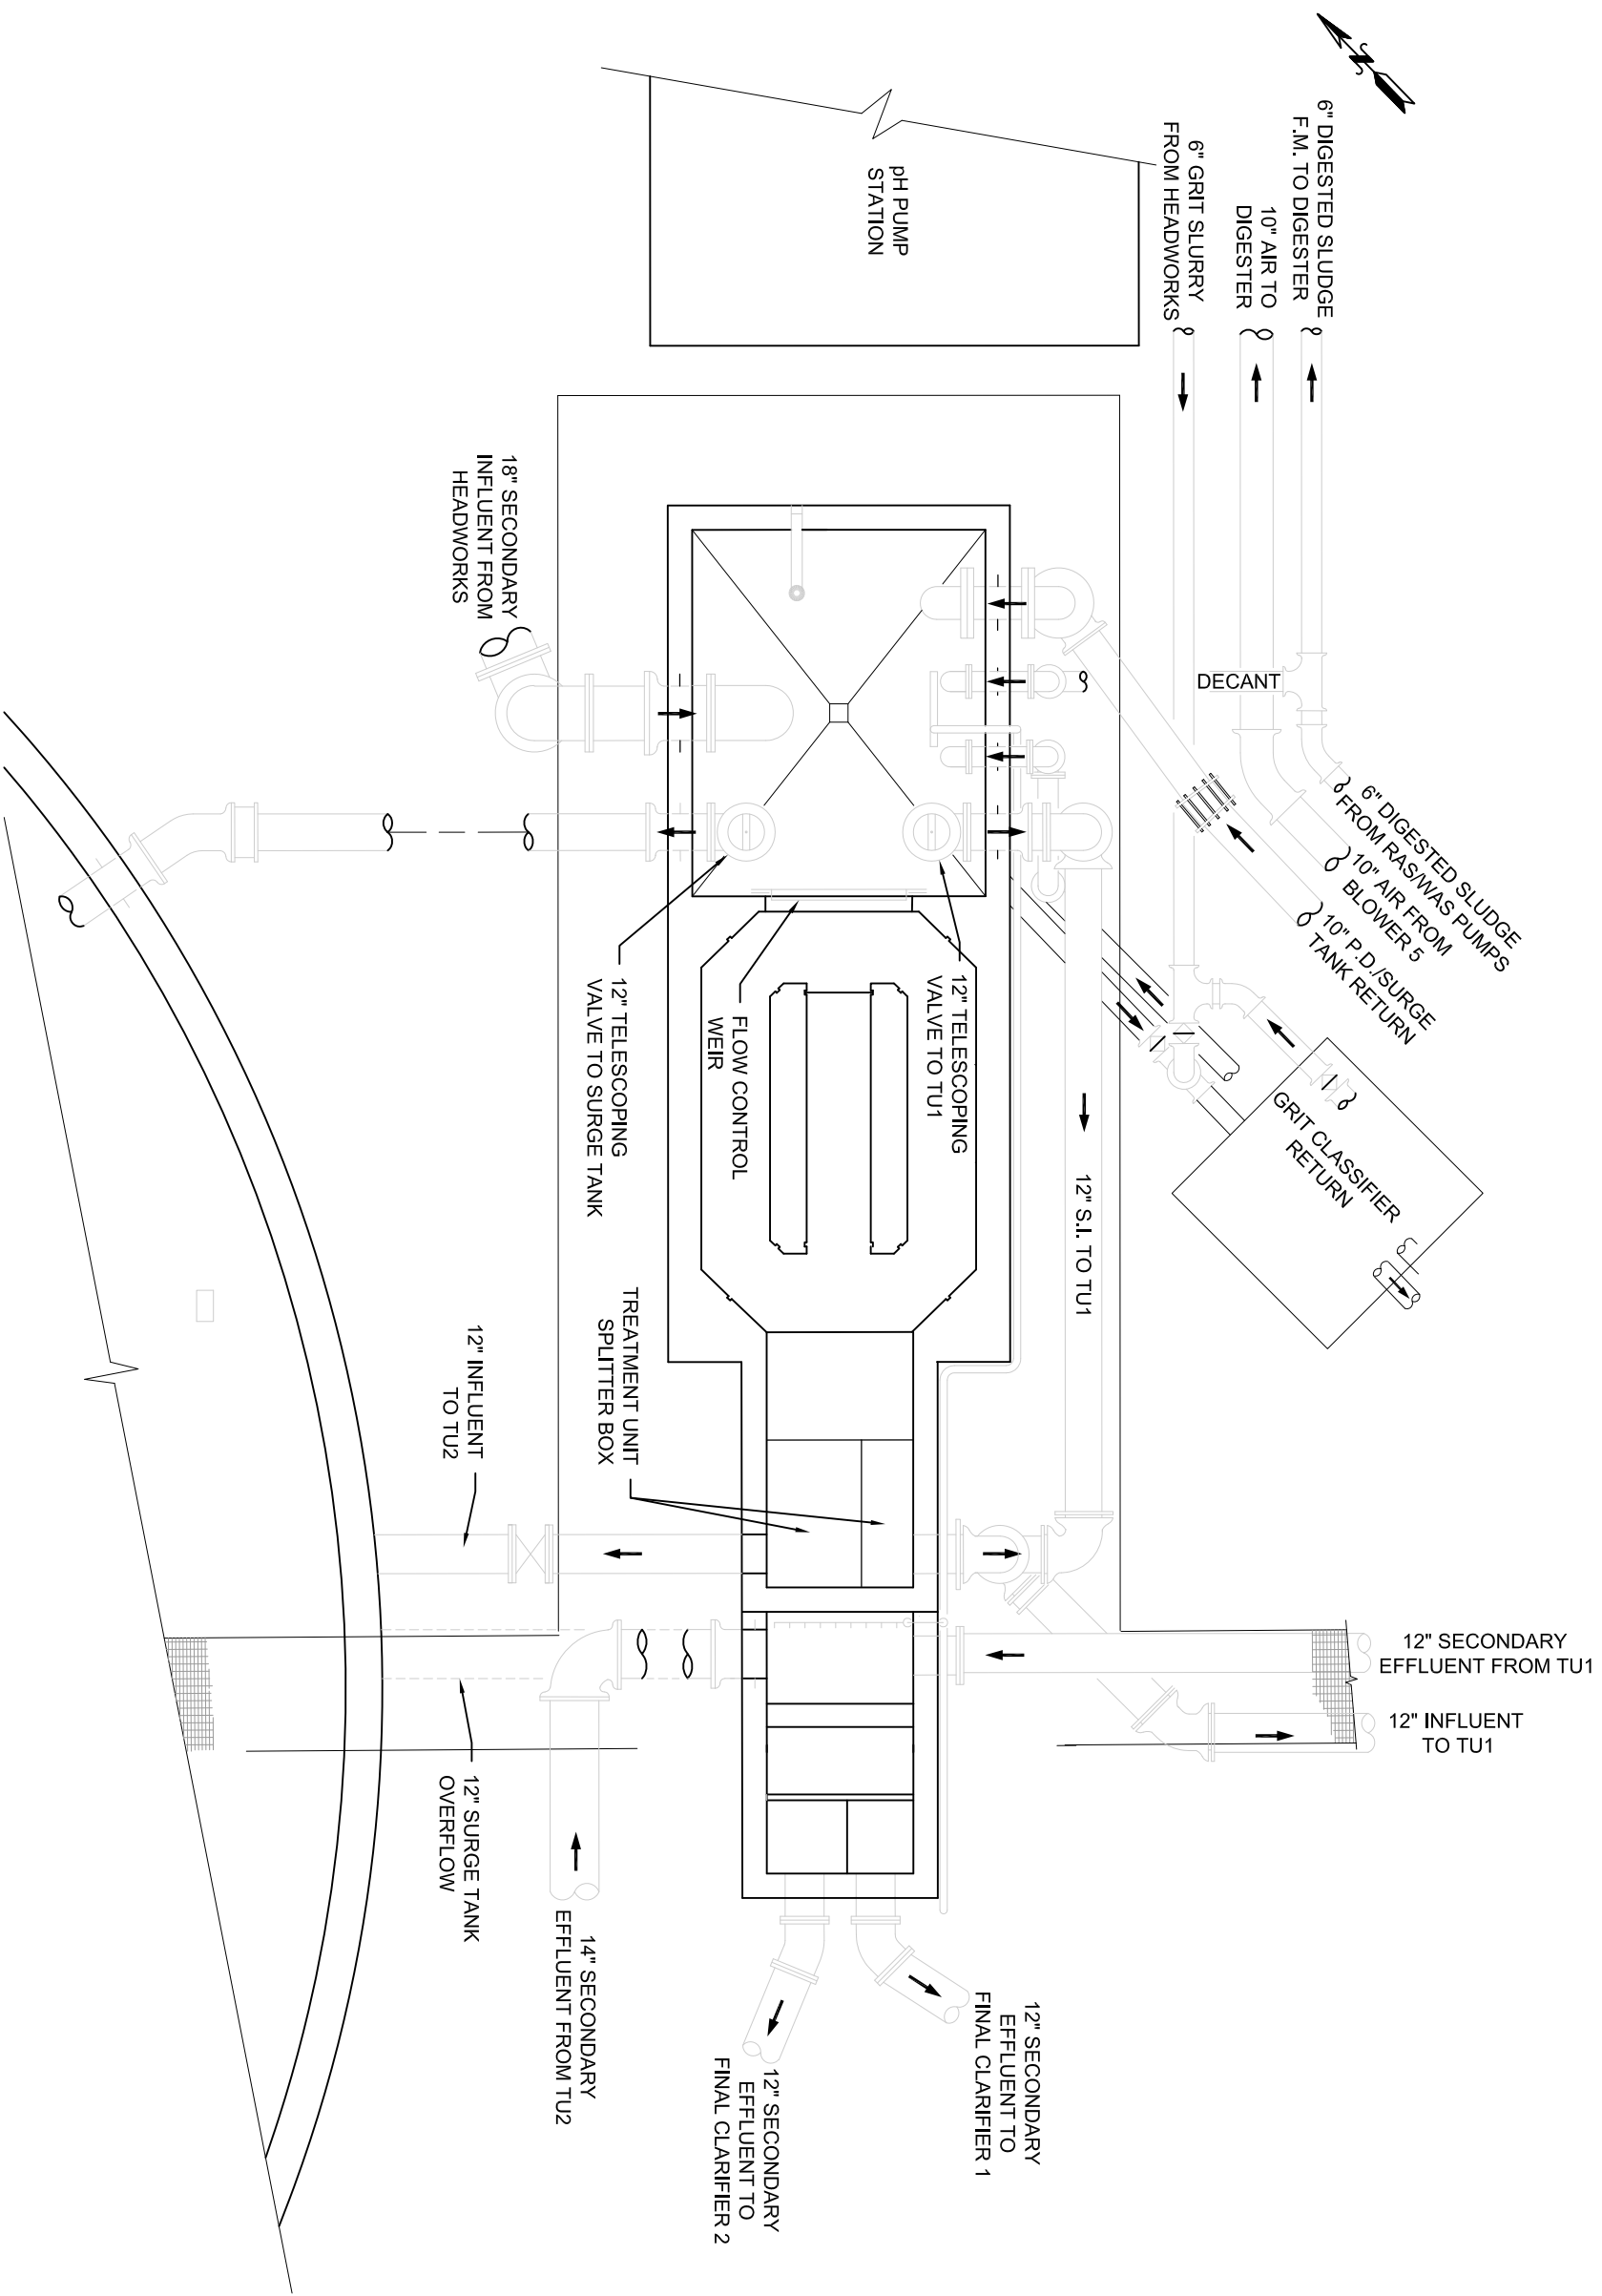 N
6" DIGESTED SLUDGE
F.M. TO DIGESTER
10" AIR TO
DIGESTER
6" GRIT SLURRY
FROM HEADWORKS
pH PUMP
STATION
DECANT
6" DIGESTED SLUDGE
FROM RAS/WAS PUMPS
10" AIR FROM
BLOWER 5
10" P.D./SURGE
TANK RETURN
18" SECONDARY
INFLUENT FROM
HEADWORKS
12" TELESCOPING
VALVE TO TU1
FLOW CONTROL
WEIR
12" TELESCOPING
VALVE TO SURGE TANK
GRIT CLASSIFIER
RETURN
12" S.I. TO TU1
TREATMENT UNIT
SPLITTER BOX
12" INFLUENT
TO TU2
12" SECONDARY
EFFLUENT FROM TU1
12" INFLUENT
TO TU1
12" SURGE TANK
OVERFLOW
14" SECONDARY
EFFLUENT FROM TU2
12" SECONDARY
EFFLUENT TO
FINAL CLARIFIER 1
12" SECONDARY
EFFLUENT TO
FINAL CLARIFIER 2